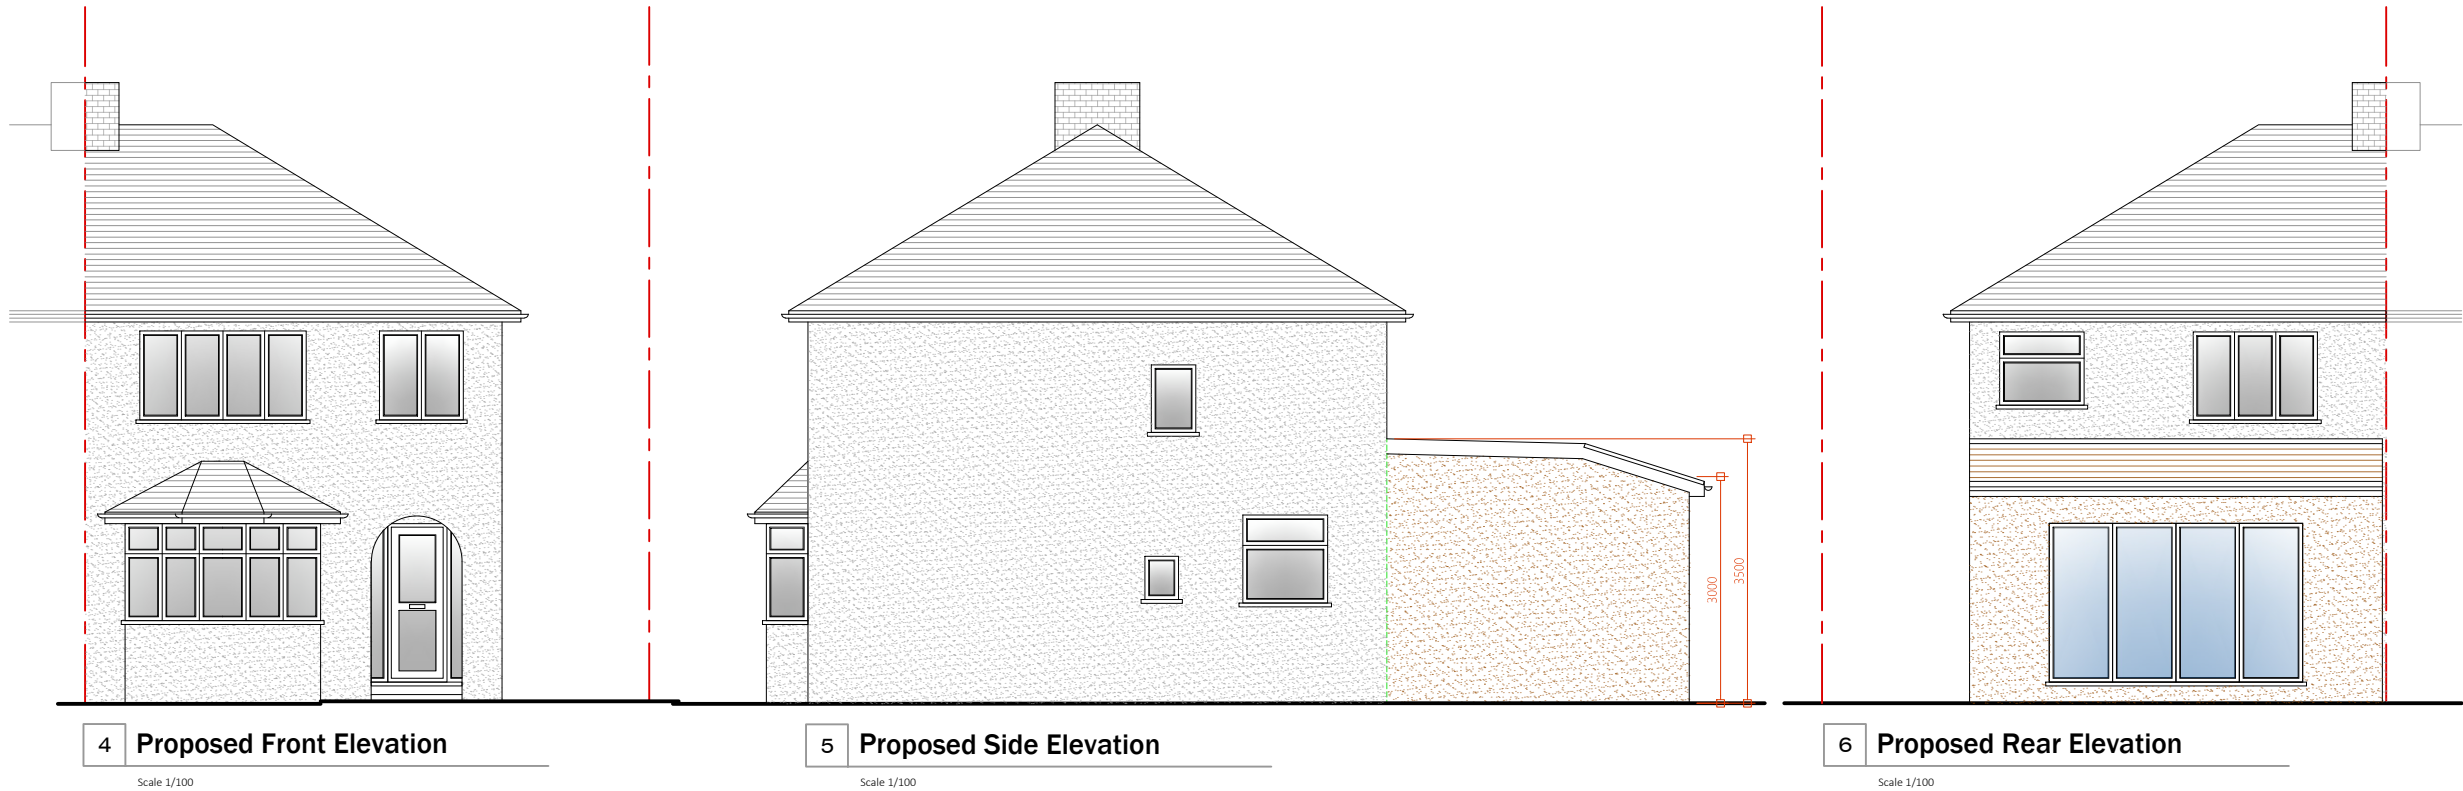 3000
3500
4 Proposed Front Elevation
Scale 1/100
5 Proposed Side Elevation
Scale 1/100
6 Proposed Rear Elevation
Scale 1/100